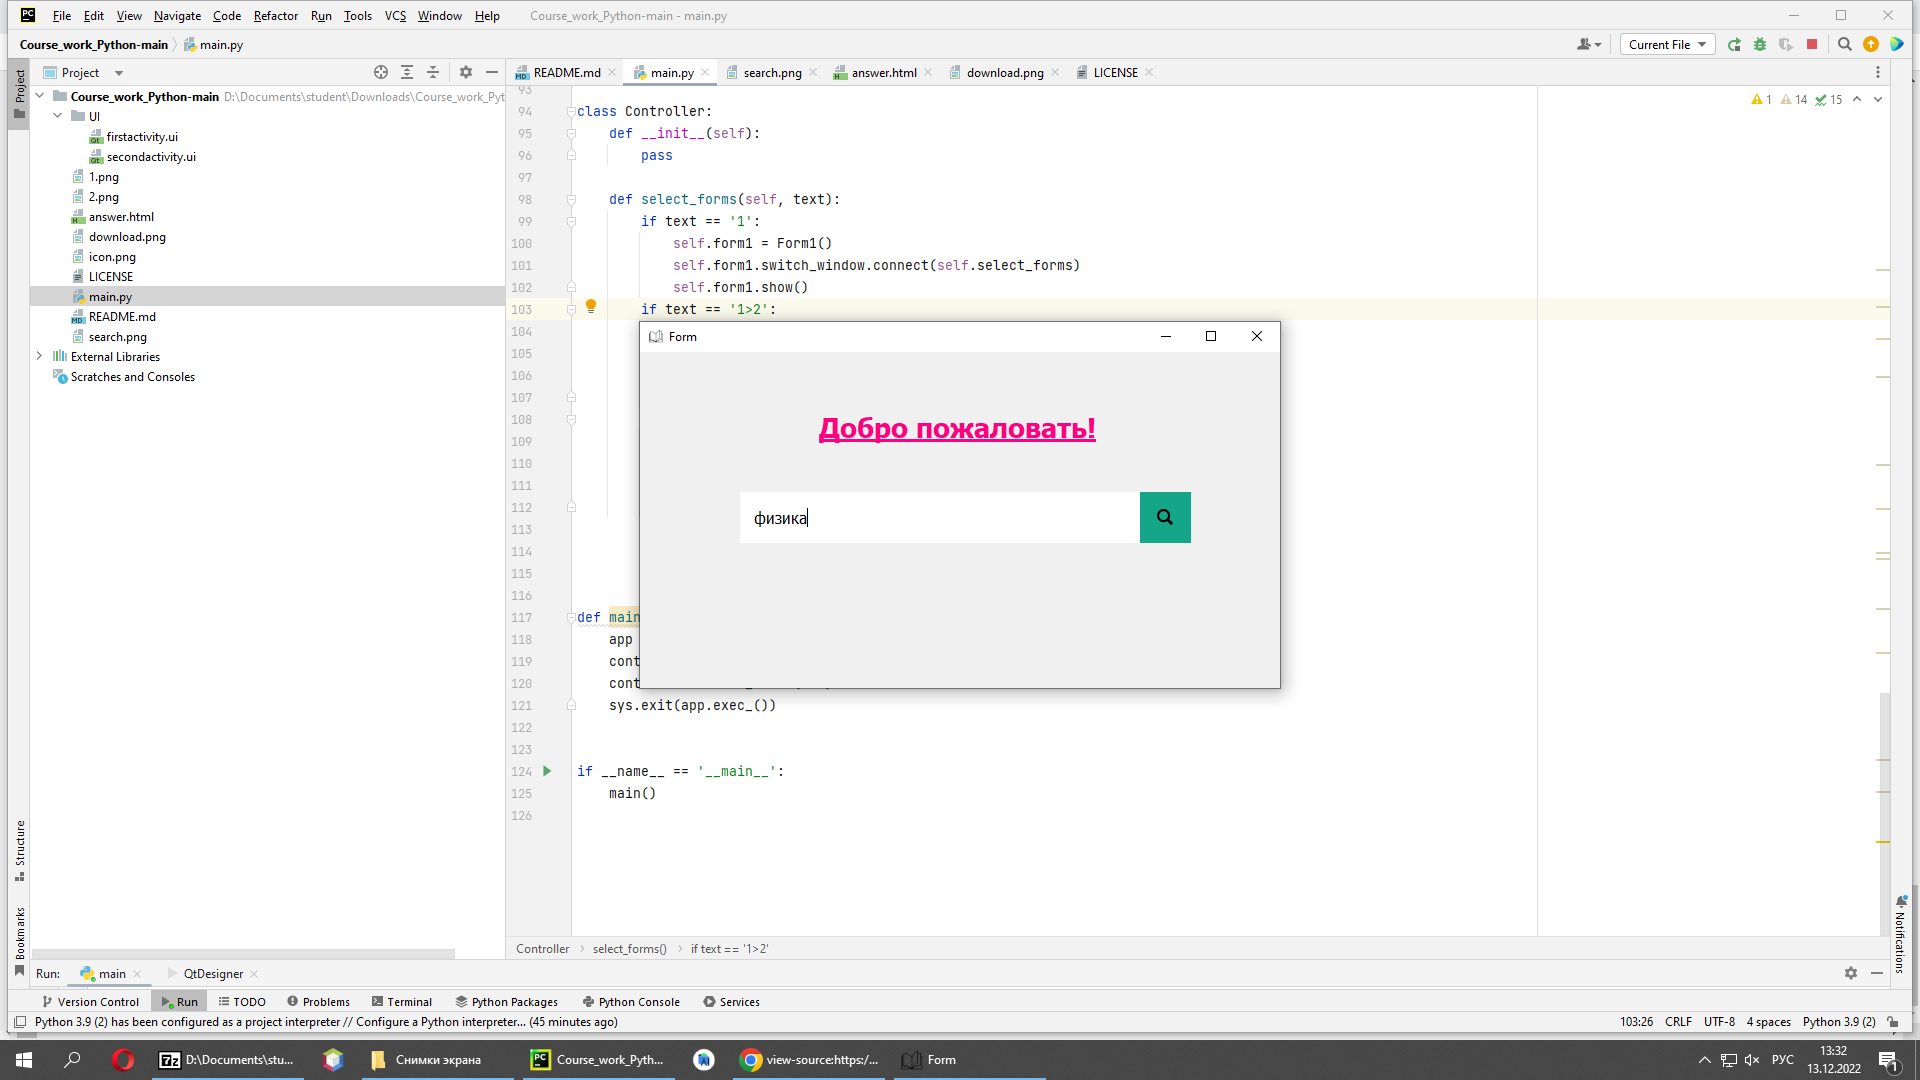 File Edit View Navigate Code Refactor Run Tools VCS Window Help Course_work_Python-main - main.py
Course_work_Python-main main.py Current File
Project README.md main.py search.png answer.html download.png LICENSE
Project
Course_work_Python-main D:\Documents\student\Downloads\Course_work_Pyt
UI
firstactivity.ui
secondactivity.ui
1.png
2.png
answer.html
download.png
icon.png
LICENSE
main.py
README.md
search.png
External Libraries
Scratches and Consoles
1 14 15
93
94 class Controller:
95 def __init__(self):
96 pass
97
98 def select_forms(self, text):
99 if text == '1':
100 self.form1 = Form1()
101 self.form1.switch_window.connect(self.select_forms)
102 self.form1.show()
103 if text == '1>2':
104
105
106
107
108
109
110
111
112
113
114
115
116
117 def main
118 app
119 cont
120 cont
121 sys.exit(app.exec_())
122
123
124 if __name__ == '__main__':
125 main()
126
Form
Добро пожаловать!
физика
Structure
Bookmarks
Notifications
Controller select_forms() if text == '1>2'
Run: main QtDesigner
Version Control Run TODO Problems Terminal Python Packages Python Console Services
Python 3.9 (2) has been configured as a project interpreter // Configure a Python interpreter... (45 minutes ago) 103:26 CRLF UTF-8 4 spaces Python 3.9 (2)
D:\Documents\stu... Снимки экрана Course_work_Pyth... view-source:https:/... Form РУС 13:32
13.12.2022
1